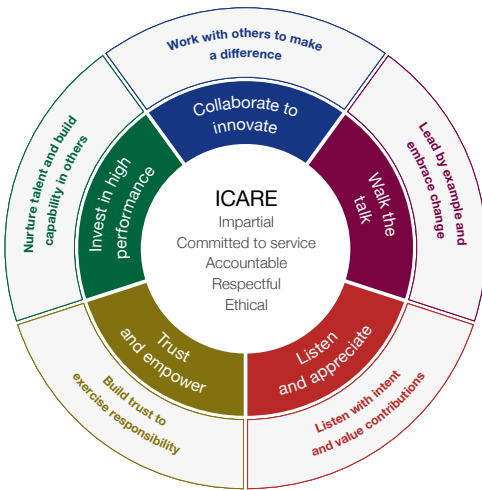 Work with others to make
a difference
Collaborate to
innovate
Lead by example and
embrace change
Walk the
talk
Listen with intent
and value contributions
Listen
and appreciate
Build trust to
exercise responsibility
Trust
and empower
Nurture talent and build
capability in others
Invest in high
performance
ICARE
Impartial
Committed to service
Accountable
Respectful
Ethical